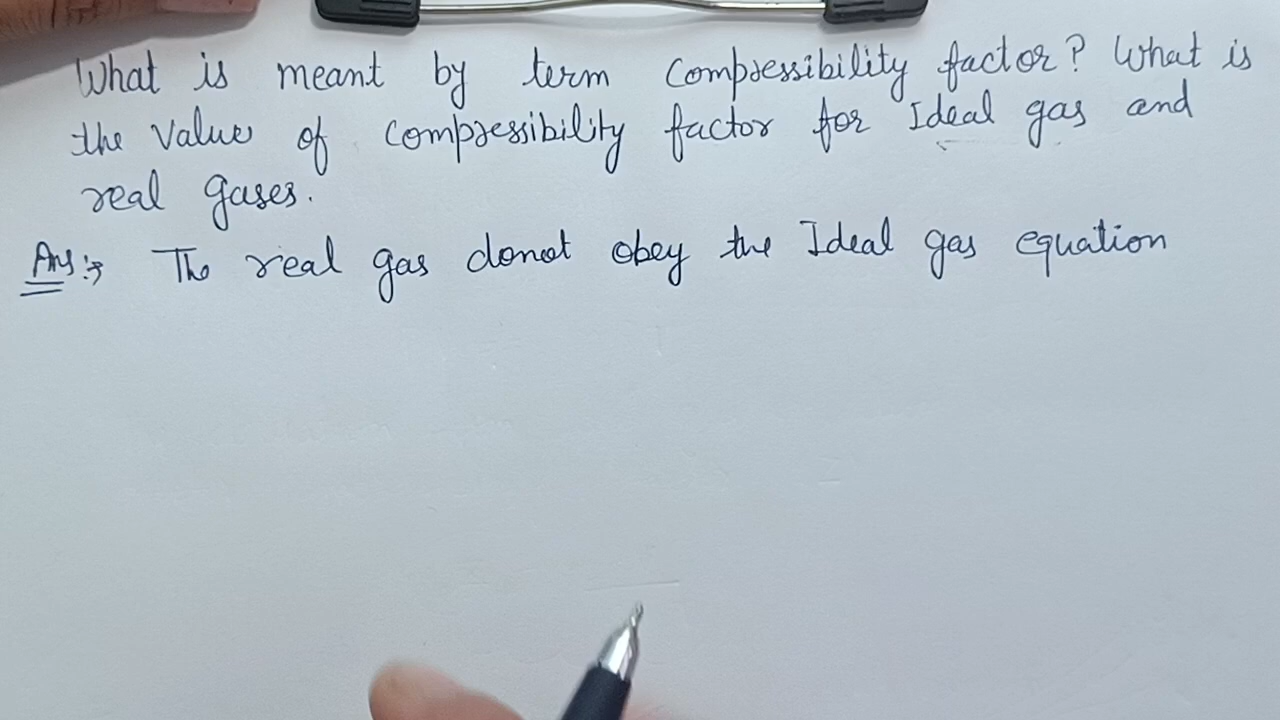 What is meant by term Compressibility factor? What is
the Value of Compressibility factor for Ideal gas and
real gases.
Ans:→ The real gas donot obey the Ideal gas equation